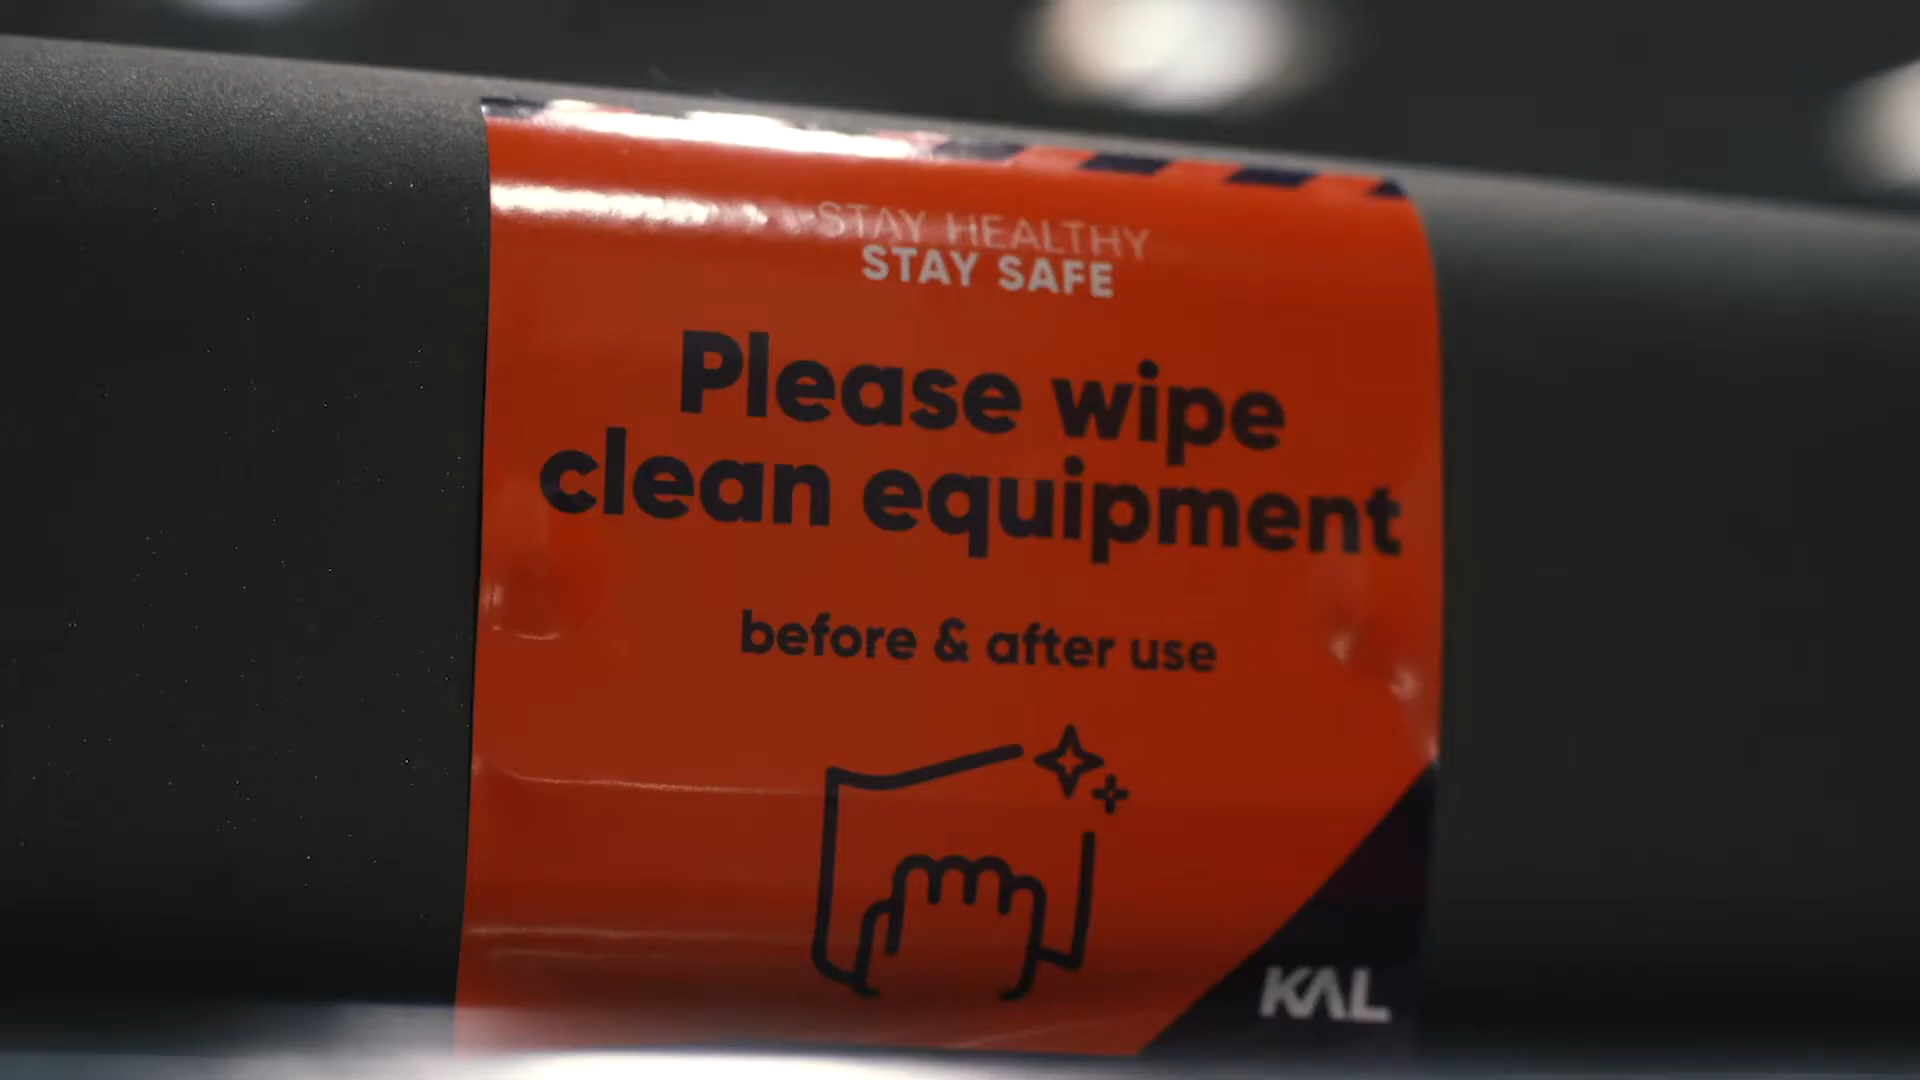 STAY HEALTHY
STAY SAFE
Please wipe
clean equipment
before & after use
KAL